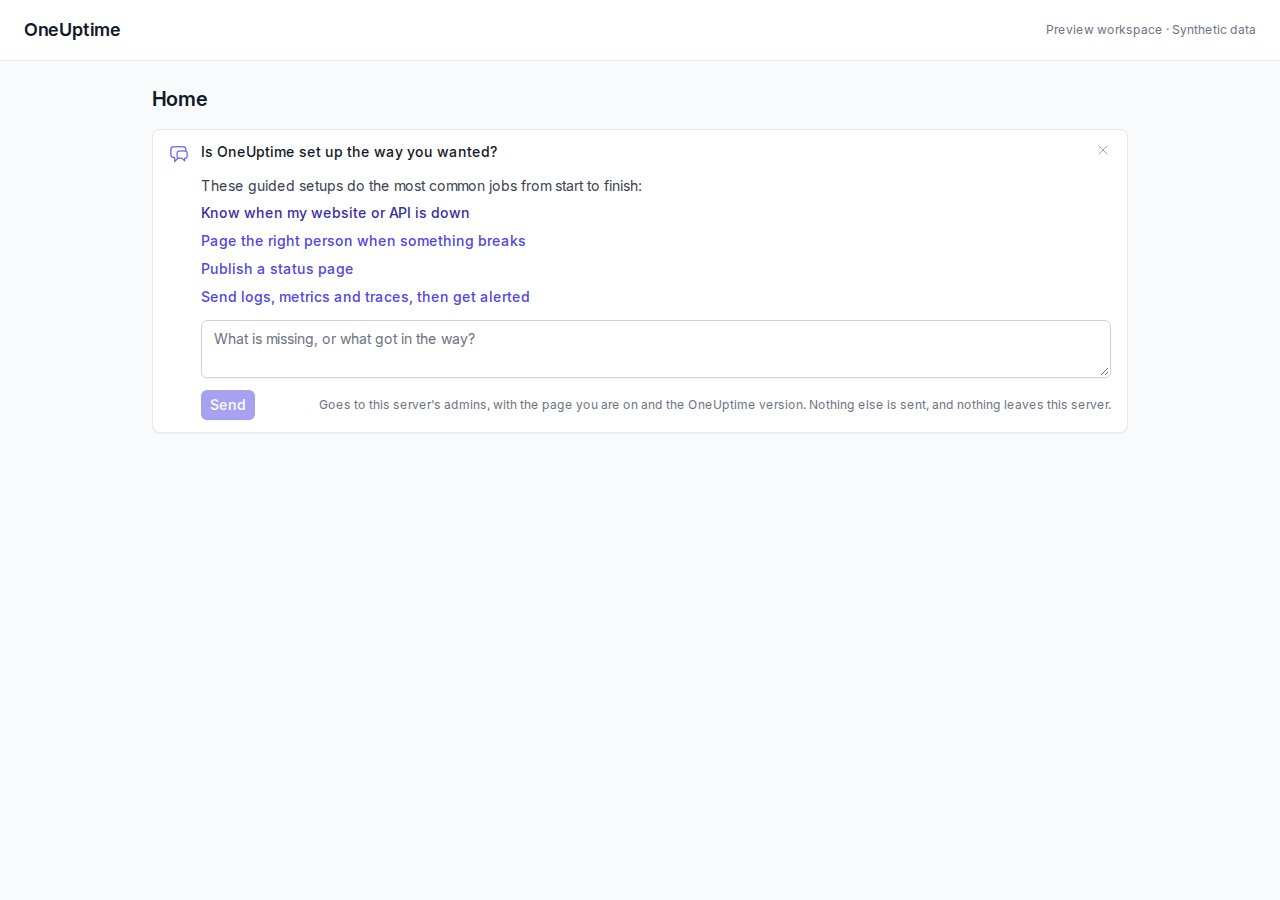 OneUptime
Preview workspace · Synthetic data
Home
Is OneUptime set up the way you wanted?
These guided setups do the most common jobs from start to finish:
Know when my website or API is down
Page the right person when something breaks
Publish a status page
Send logs, metrics and traces, then get alerted
What is missing, or what got in the way?
Send
Goes to this server's admins, with the page you are on and the OneUptime version. Nothing else is sent, and nothing leaves this server.